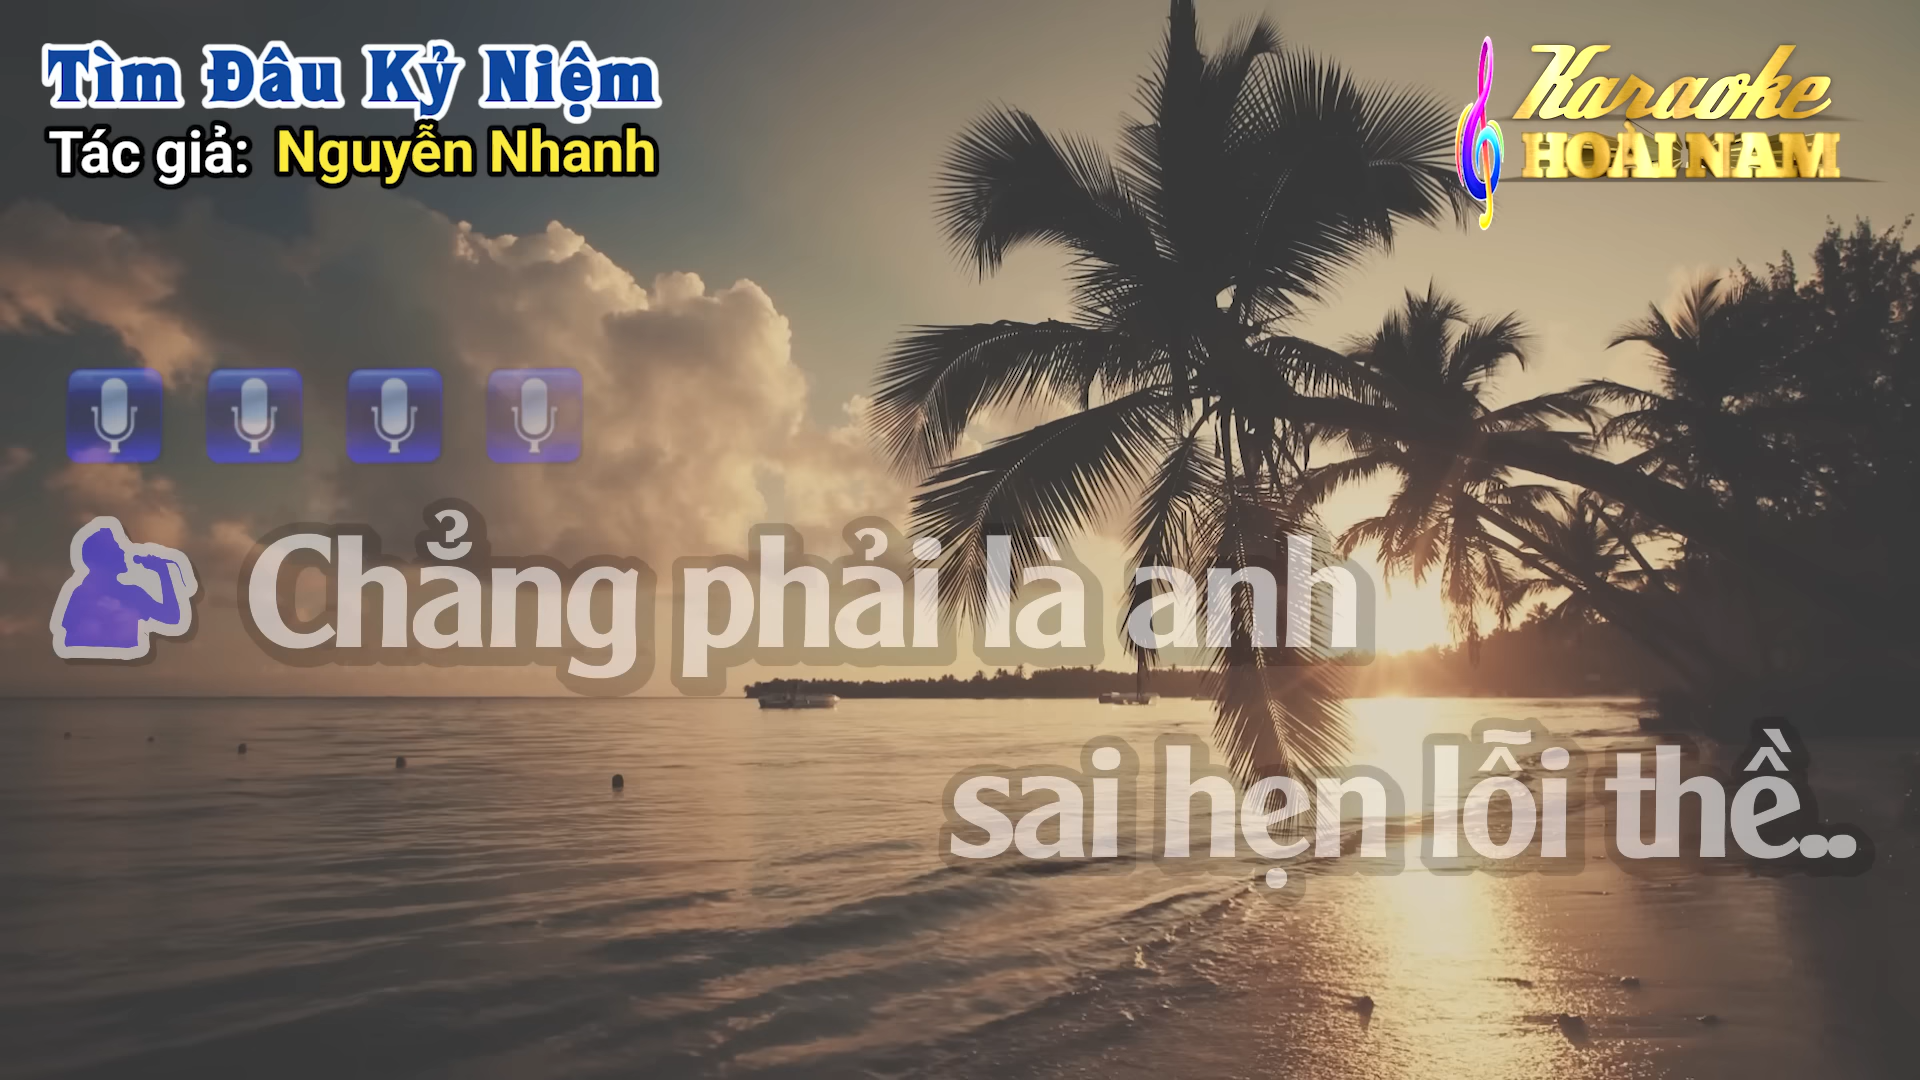 Tìm Đâu Kỷ Niệm
Tác giả: Nguyễn Nhanh
Karaoke
HOÀI NAM
Chẳng phải là anh
sai hẹn lỗi thề..